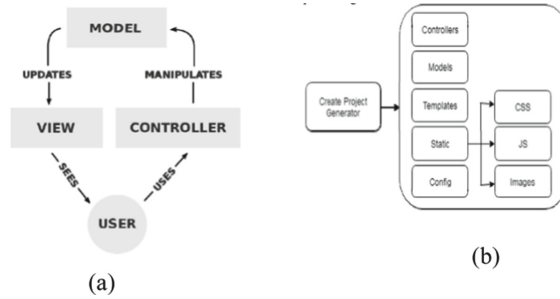 MODEL
UPDATES
MANIPULATES
VIEW
CONTROLLER
SEES
USES
USER
(a)
Create Project
Generator
Controllers
Models
Templates
Static
Config
CSS
JS
Images
(b)